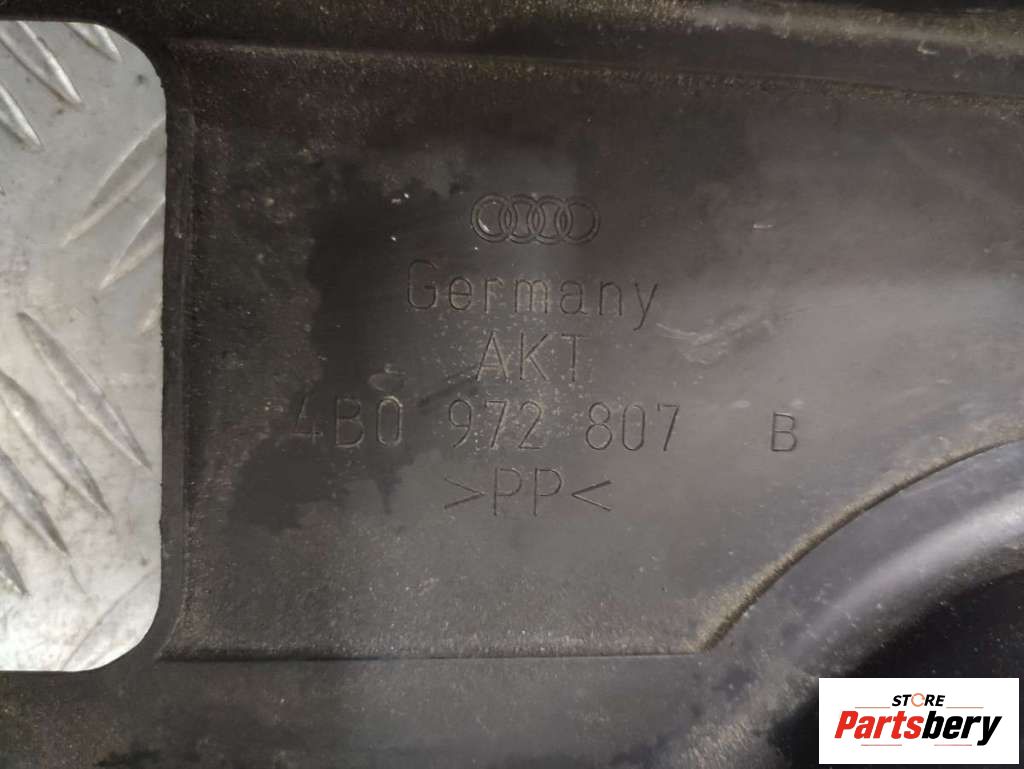 Germany
AKT
4B0 972 807 B
>PP<
STORE
Partsbery